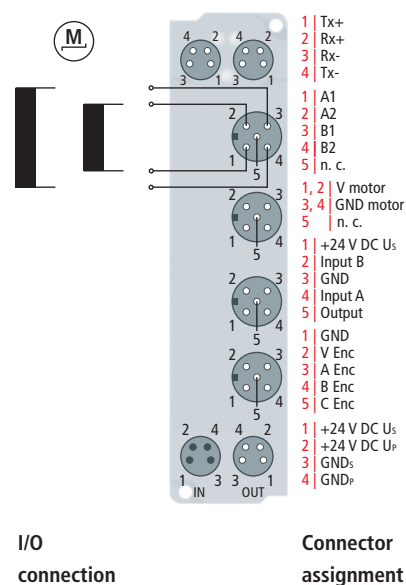 M
4 2 4 2
3 1 3 1
1 | Tx+
2 | Rx+
3 | Rx-
4 | Tx-
2 3
1 4
5
1 | A1
2 | A2
3 | B1
4 | B2
5 | n. c.
2 3
1 4
5
1, 2 | V motor
3, 4 | GND motor
5 | n. c.
2 3
1 4
5
1 | +24 V DC Us
2 | Input B
3 | GND
4 | Input A
5 | Output
2 3
1 4
5
1 | GND
2 | V Enc
3 | A Enc
4 | B Enc
5 | C Enc
2 4 4 2
1 3 3 1
IN OUT
1 | +24 V DC Us
2 | +24 V DC UP
3 | GNDs
4 | GNDP
I/O
connection
Connector
assignment